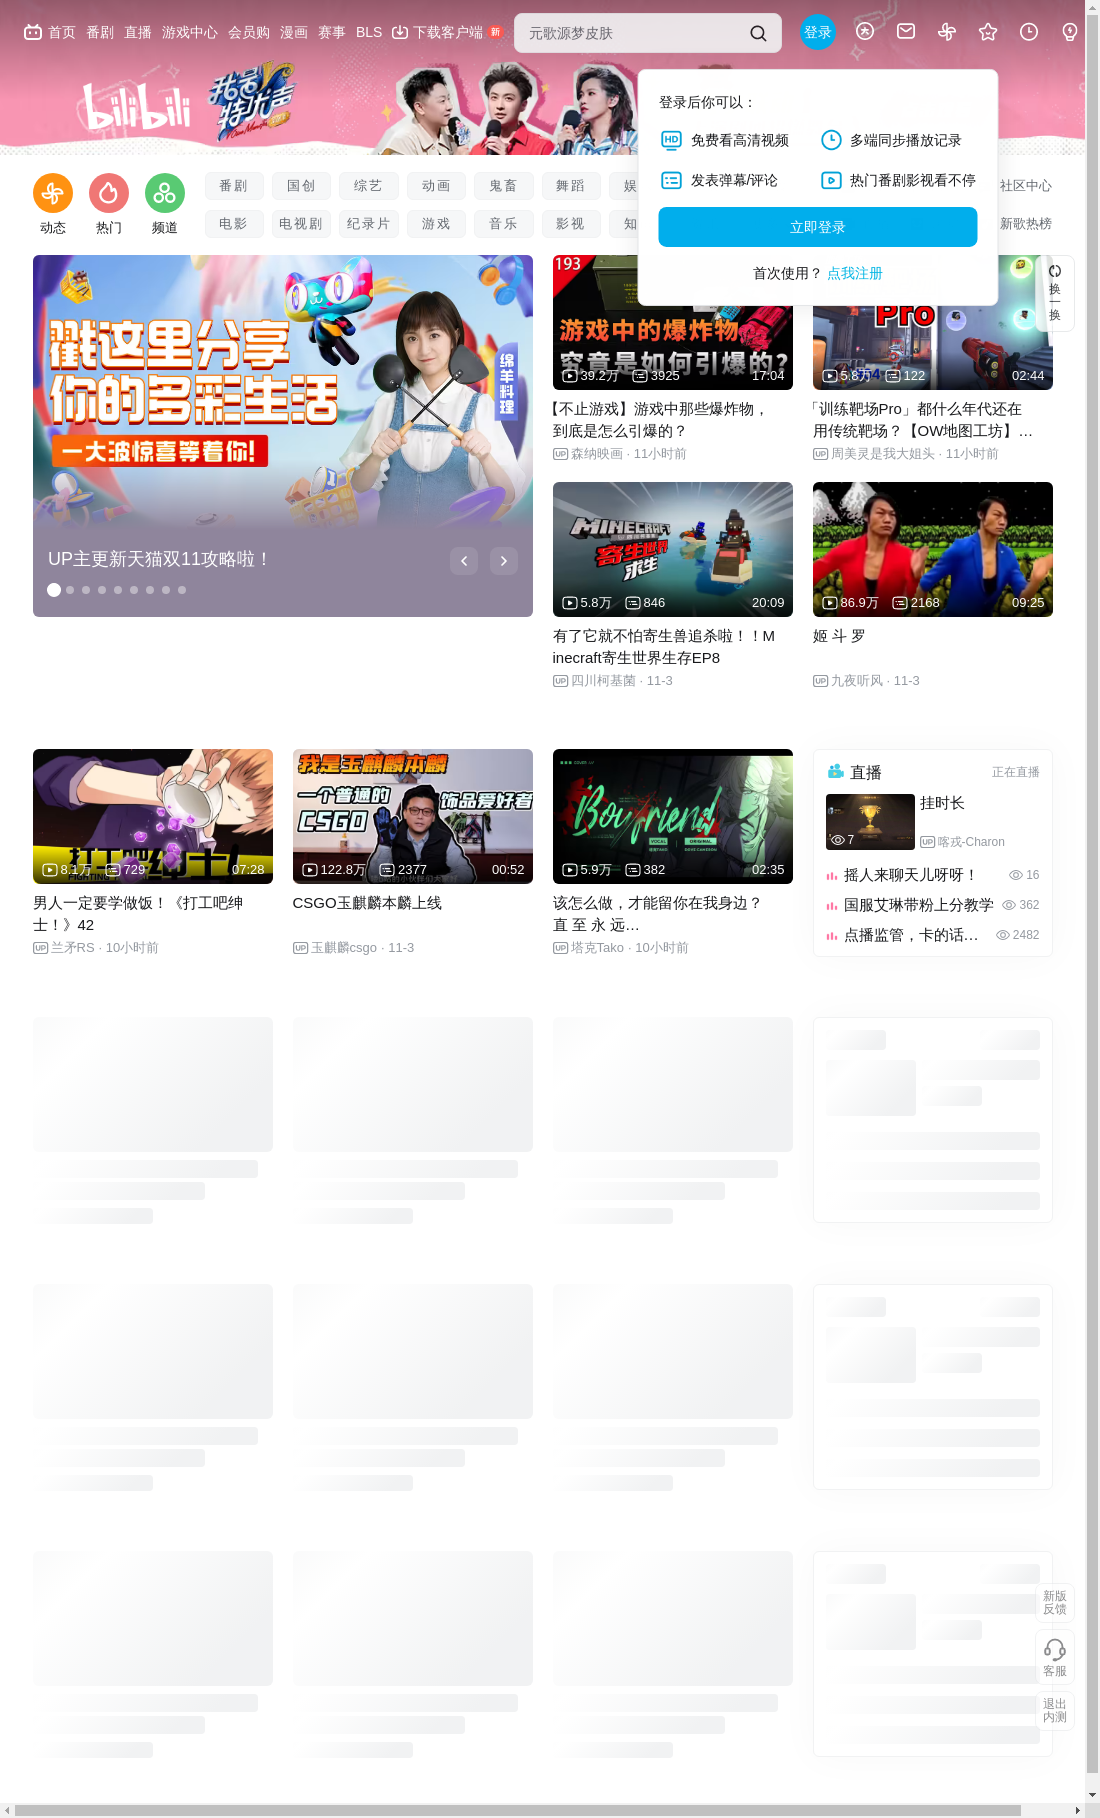 首页 番剧 直播 游戏中心 会员购 漫画 赛事 BLS 下载客户端 新 元歌源梦皮肤 登录
bilibili 我是特优声
登录后你可以：
免费看高清视频 多端同步播放记录
发表弹幕/评论 热门番剧影视看不停
立即登录
首次使用？ 点我注册
动态 热门 频道
番剧 国创 综艺 动画 鬼畜 舞蹈 娱 社区中心
电影 电视剧 纪录片 游戏 音乐 影视 知 新歌热榜
换一换
戳这里分享
你的多彩生活
一大波惊喜等着你!
绵羊料理
UP主更新天猫双11攻略啦！
193
游戏中的爆炸物
究竟是如何引爆的?
39.2万 3925 17:04
【不止游戏】游戏中那些爆炸物，
到底是怎么引爆的？
UP 森纳映画 · 11小时前
Pro
5.8万 122 02:44
「训练靶场Pro」都什么年代还在
用传统靶场？【OW地图工坊】…
UP 周美灵是我大姐头 · 11小时前
MINECRAFT
寄生世界
求生
5.8万 846 20:09
有了它就不怕寄生兽追杀啦！！M
inecraft寄生世界生存EP8
UP 四川柯基菌 · 11-3
86.9万 2168 09:25
姬 斗 罗
UP 九夜听风 · 11-3
打工吧绅士!
FIGHTING
8.1万 729 07:28
男人一定要学做饭！《打工吧绅
士！》42
UP 兰矛RS · 10小时前
我是玉麒麟本麟
一个普通的
CSGO
饰品爱好者
122.8万 2377 00:52
CSGO玉麒麟本麟上线
UP 玉麒麟csgo · 11-3
Boyfriend
VOCAL
ORIGINAL
5.9万 382 02:35
该怎么做，才能留你在我身边？
直 至 永 远…
UP 塔克Tako · 10小时前
直播 正在直播
挂时长
7
UP 喀戎-Charon
摇人来聊天儿呀呀！ 16
国服艾琳带粉上分教学 362
点播监管，卡的话… 2482
新版
反馈
客服
退出
内测